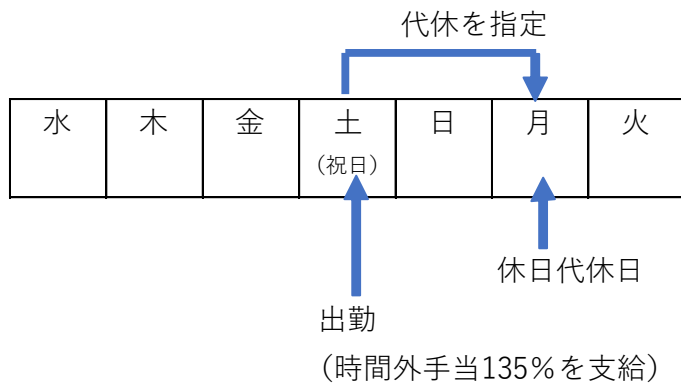 代休を指定
水 木 金 土 日 月 火
(祝日)
休日代休日
出勤
(時間外手当135%を支給)